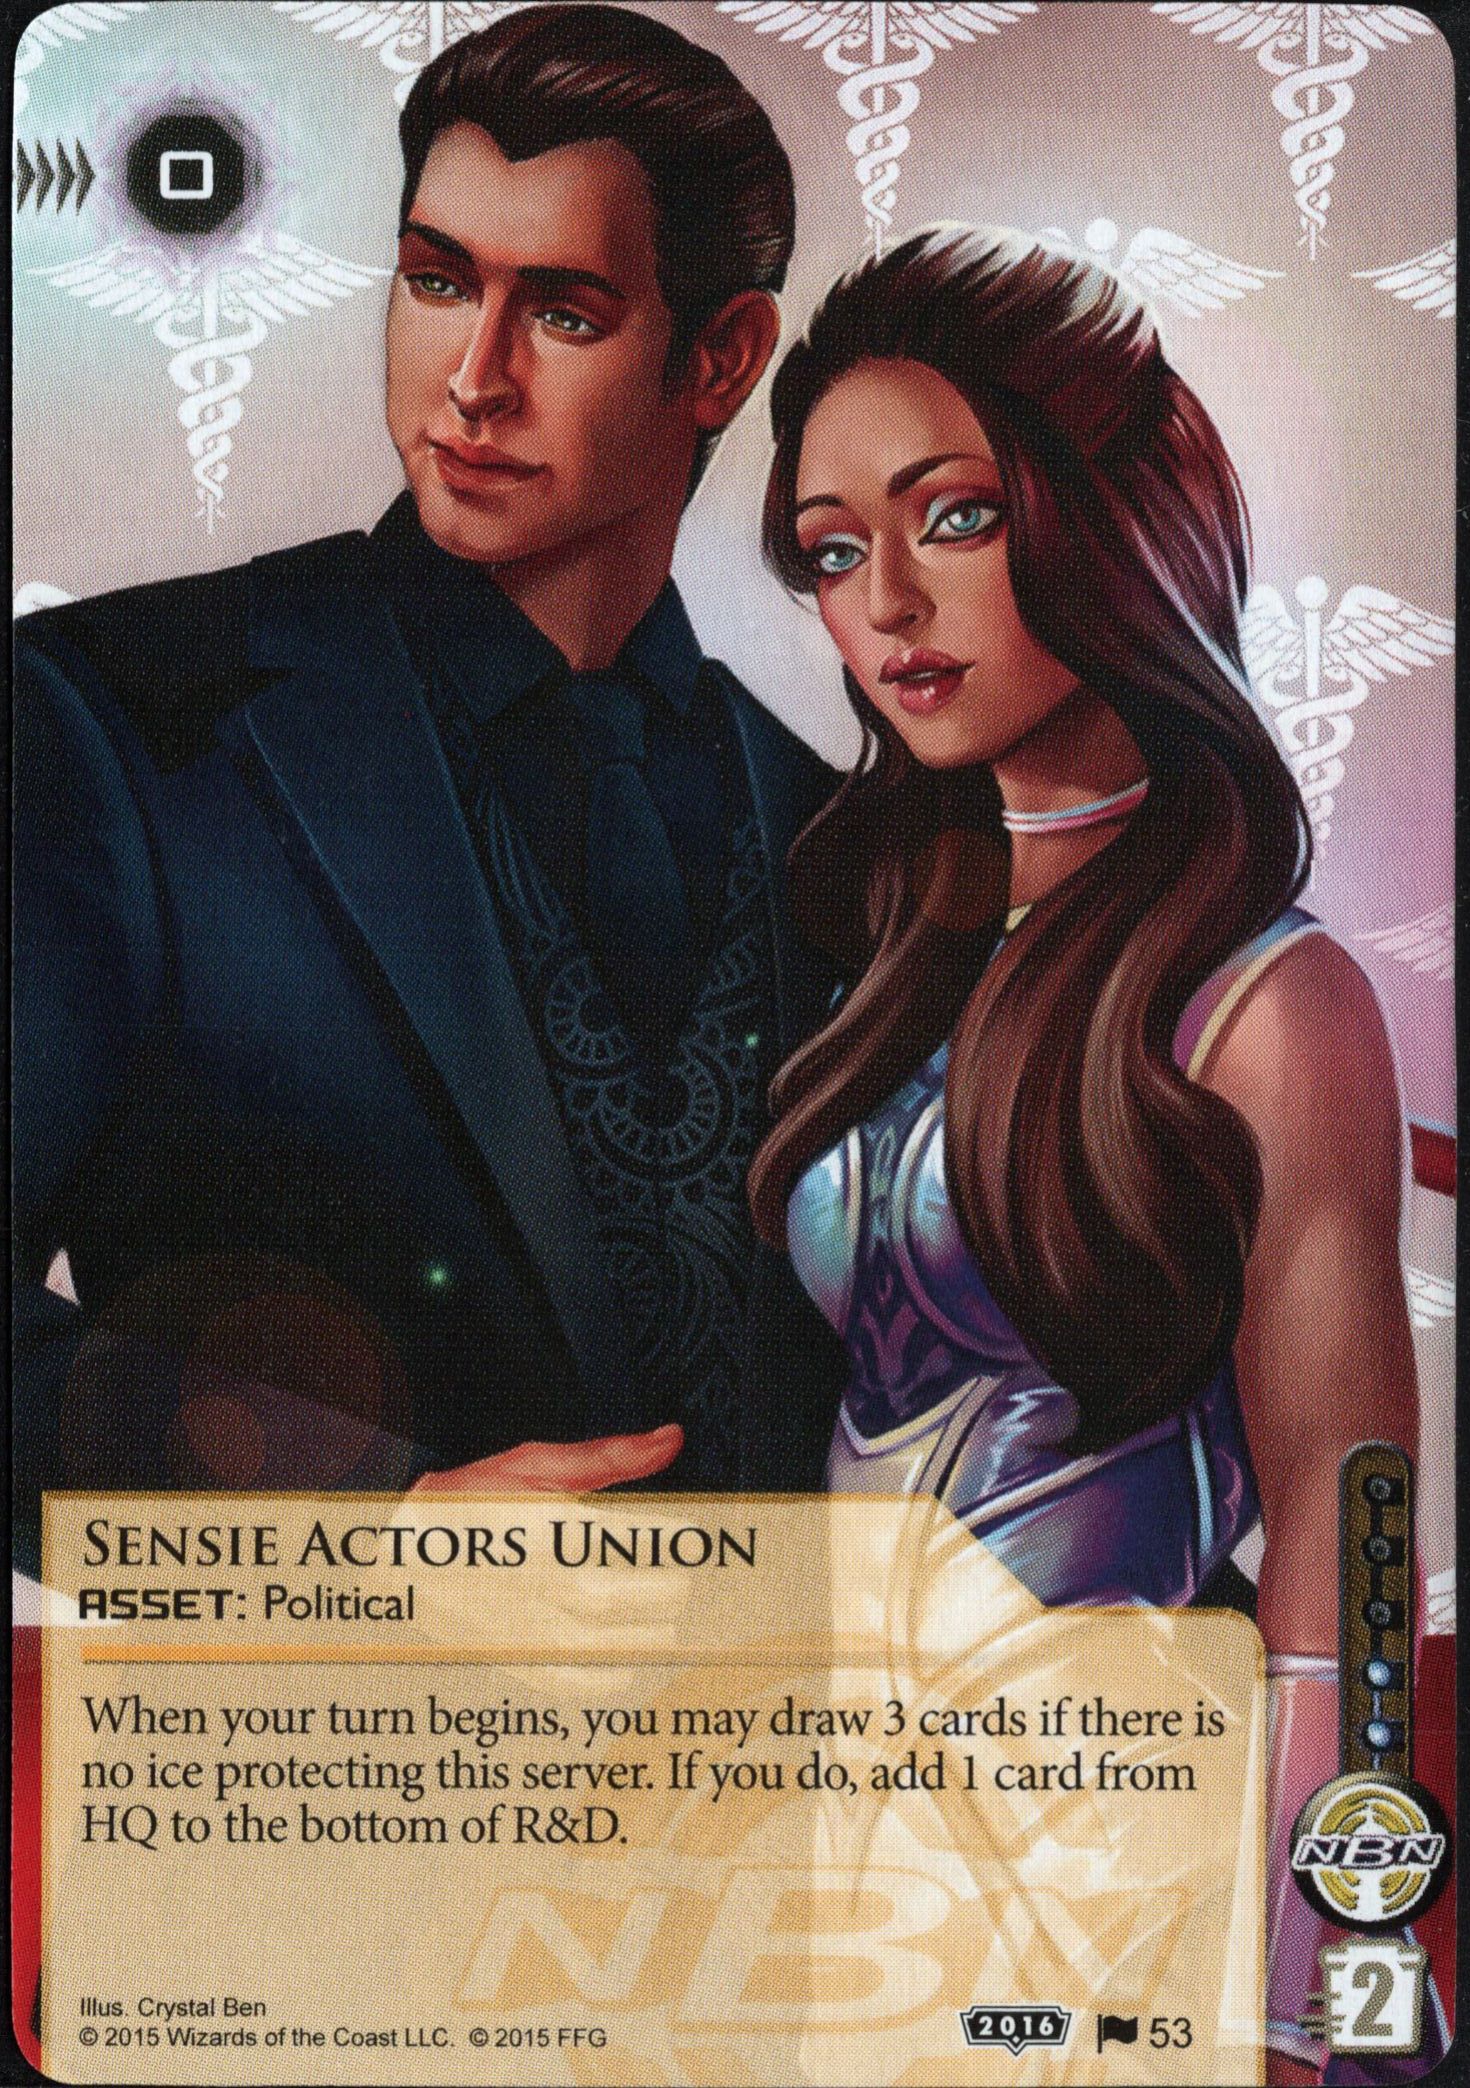 SENSIE ACTORS UNION
ASSET: Political
When your turn begins, you may draw 3 cards if there is
no ice protecting this server. If you do, add 1 card from
HQ to the bottom of R&D.
NBN
NBN
2
Illus. Crystal Ben
© 2015 Wizards of the Coast LLC. © 2015 FFG
2016 53